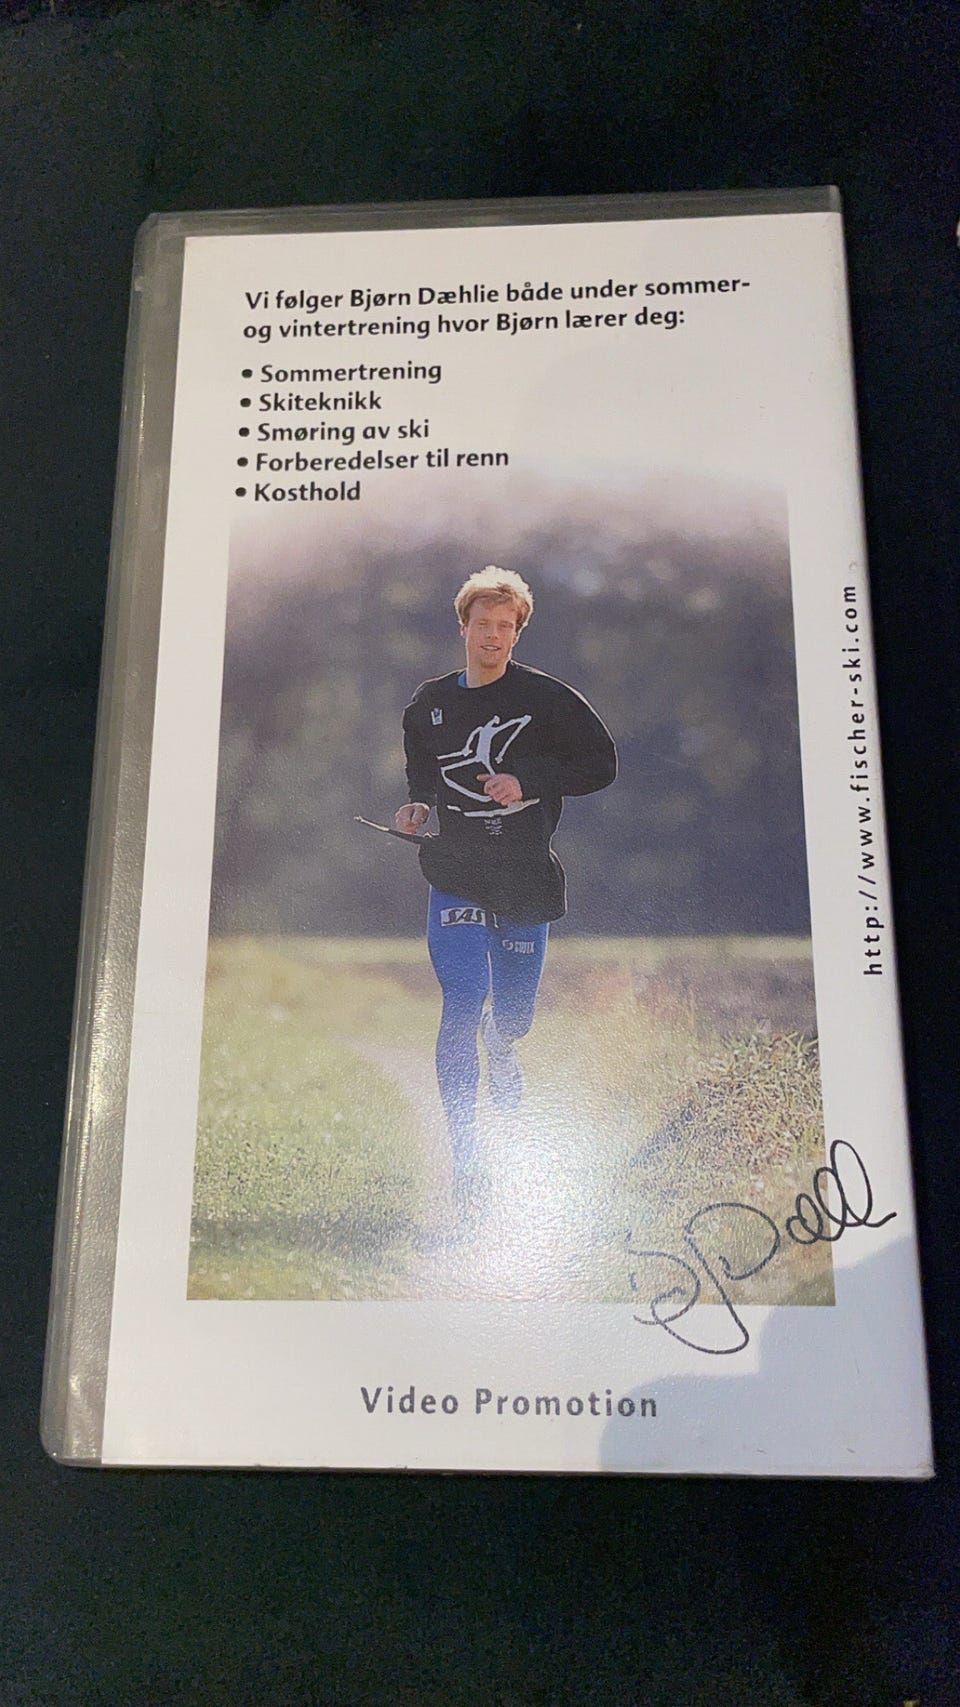 Vi følger Bjørn Dæhlie både under sommer-
og vintertrening hvor Bjørn lærer deg:
• Sommertrening
• Skiteknikk
• Smøring av ski
• Forberedelser til renn
• Kosthold
http://www.fischer-ski.com
SAS
Video Promotion